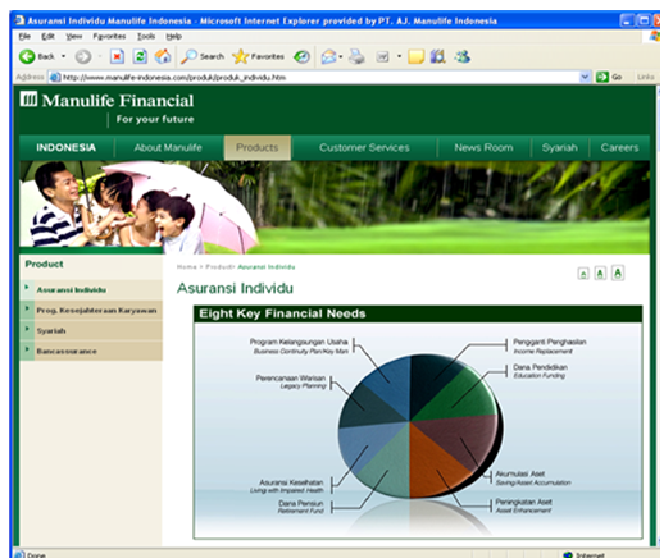 Asuransi Individu Manulife Indonesia - Microsoft Internet Explorer provided by PT. AJ. Manulife Indonesia
File Edit View Favorites Tools Help
Back Search Favorites
Address http://www.manulife-indonesia.com/produk/produk_individu.htm Go Links
Manulife Financial
For your future
INDONESIA About Manulife Products Customer Services News Room Syariah Careers
Product
Home > Product> Asuransi Individu
A A A
Asuransi Individu
Asuransi Individu
Prog. Kesejahteraan Karyawan
Syariah
Bancassurance
Eight Key Financial Needs
Program Kelangsungan Usaha
Business Continuity Plan/Key Man
Pengganti Penghasilan
Income Replacement
Dana Pendidikan
Education Funding
Perencanaan Warisan
Legacy Planning
Akumulasi Aset
Saving/Asset Accumulation
Asuransi Kesehatan
Living with Impaired Health
Peningkatan Aset
Asset Enhancement
Dana Pensiun
Retirement Fund
Done Internet